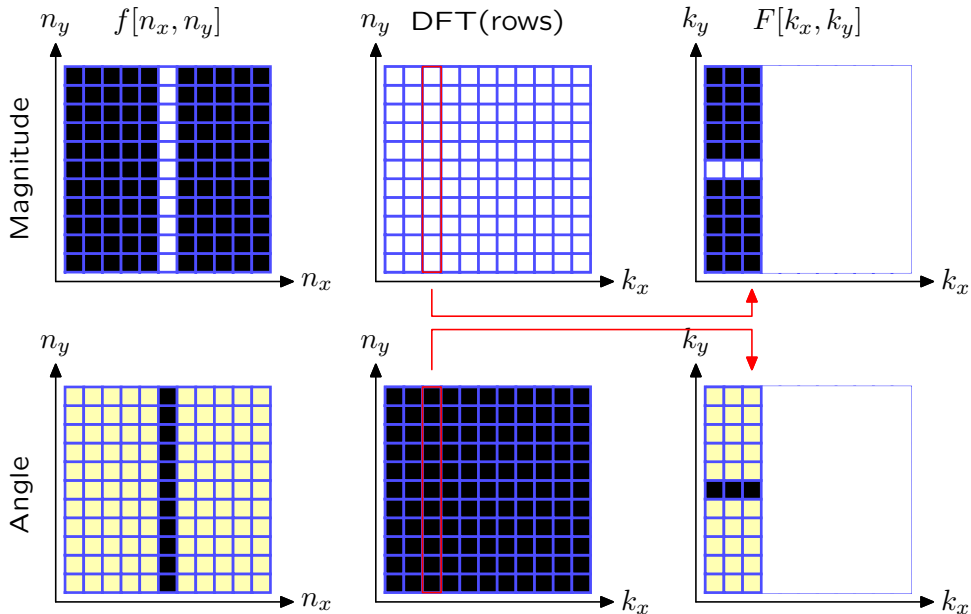 $n_y$ $f[n_x, n_y]$ $n_y$ DFT(rows) $k_y$ $F[k_x, k_y]$
Magnitude
$n_x$ $k_x$ $k_x$
$n_y$ $n_y$ $k_y$
Angle
$n_x$ $k_x$ $k_x$